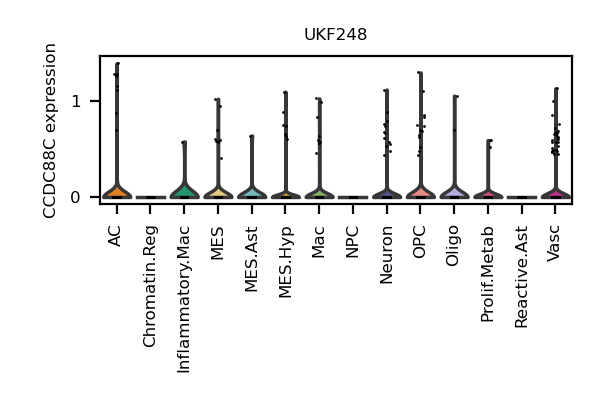 UKF248
CCDC88C expression
1
0
AC
Chromatin.Reg
Inflammatory.Mac
MES
MES.Ast
MES.Hyp
Mac
NPC
Neuron
OPC
Oligo
Prolif.Metab
Reactive.Ast
Vasc